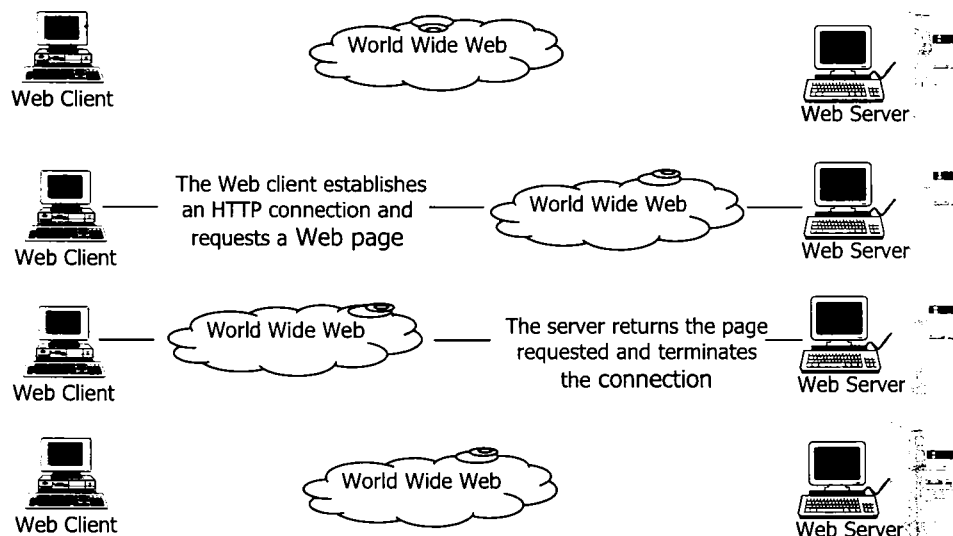 World Wide Web
Web Client
Web Server
The Web client establishes
an HTTP connection and
requests a Web page
World Wide Web
Web Client
Web Server
World Wide Web
The server returns the page
requested and terminates
the connection
Web Client
Web Server
World Wide Web
Web Client
Web Server